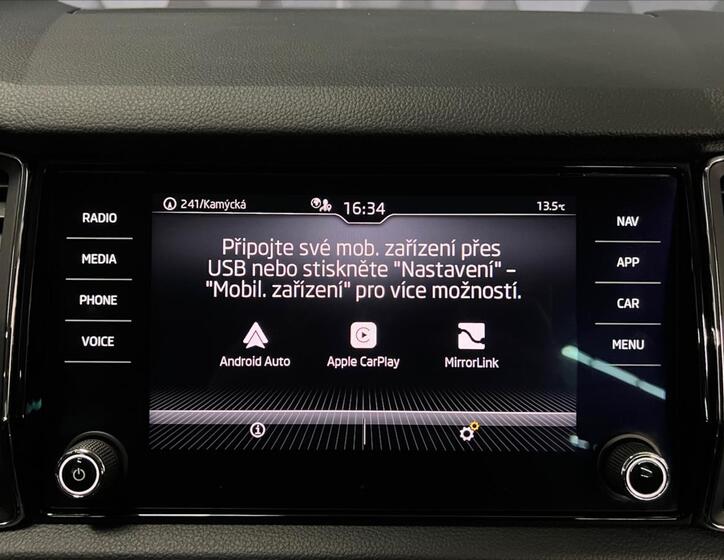 241/Kamýcká 16:34 13.5°C
RADIO
MEDIA
PHONE
VOICE
Připojte své mob. zařízení přes
USB nebo stiskněte "Nastavení" –
"Mobil. zařízení" pro více možností.
Android Auto Apple CarPlay MirrorLink
NAV
APP
CAR
MENU